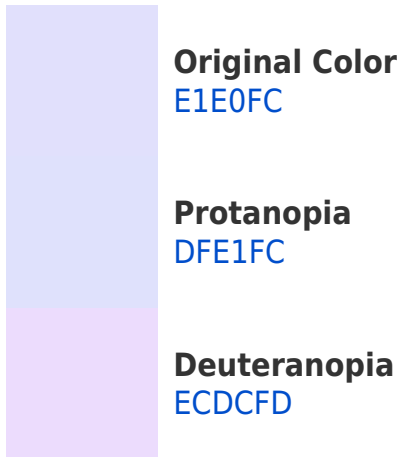 Original Color
E1E0FC
Protanopia
DFE1FC
Deuteranopia
ECDCFD